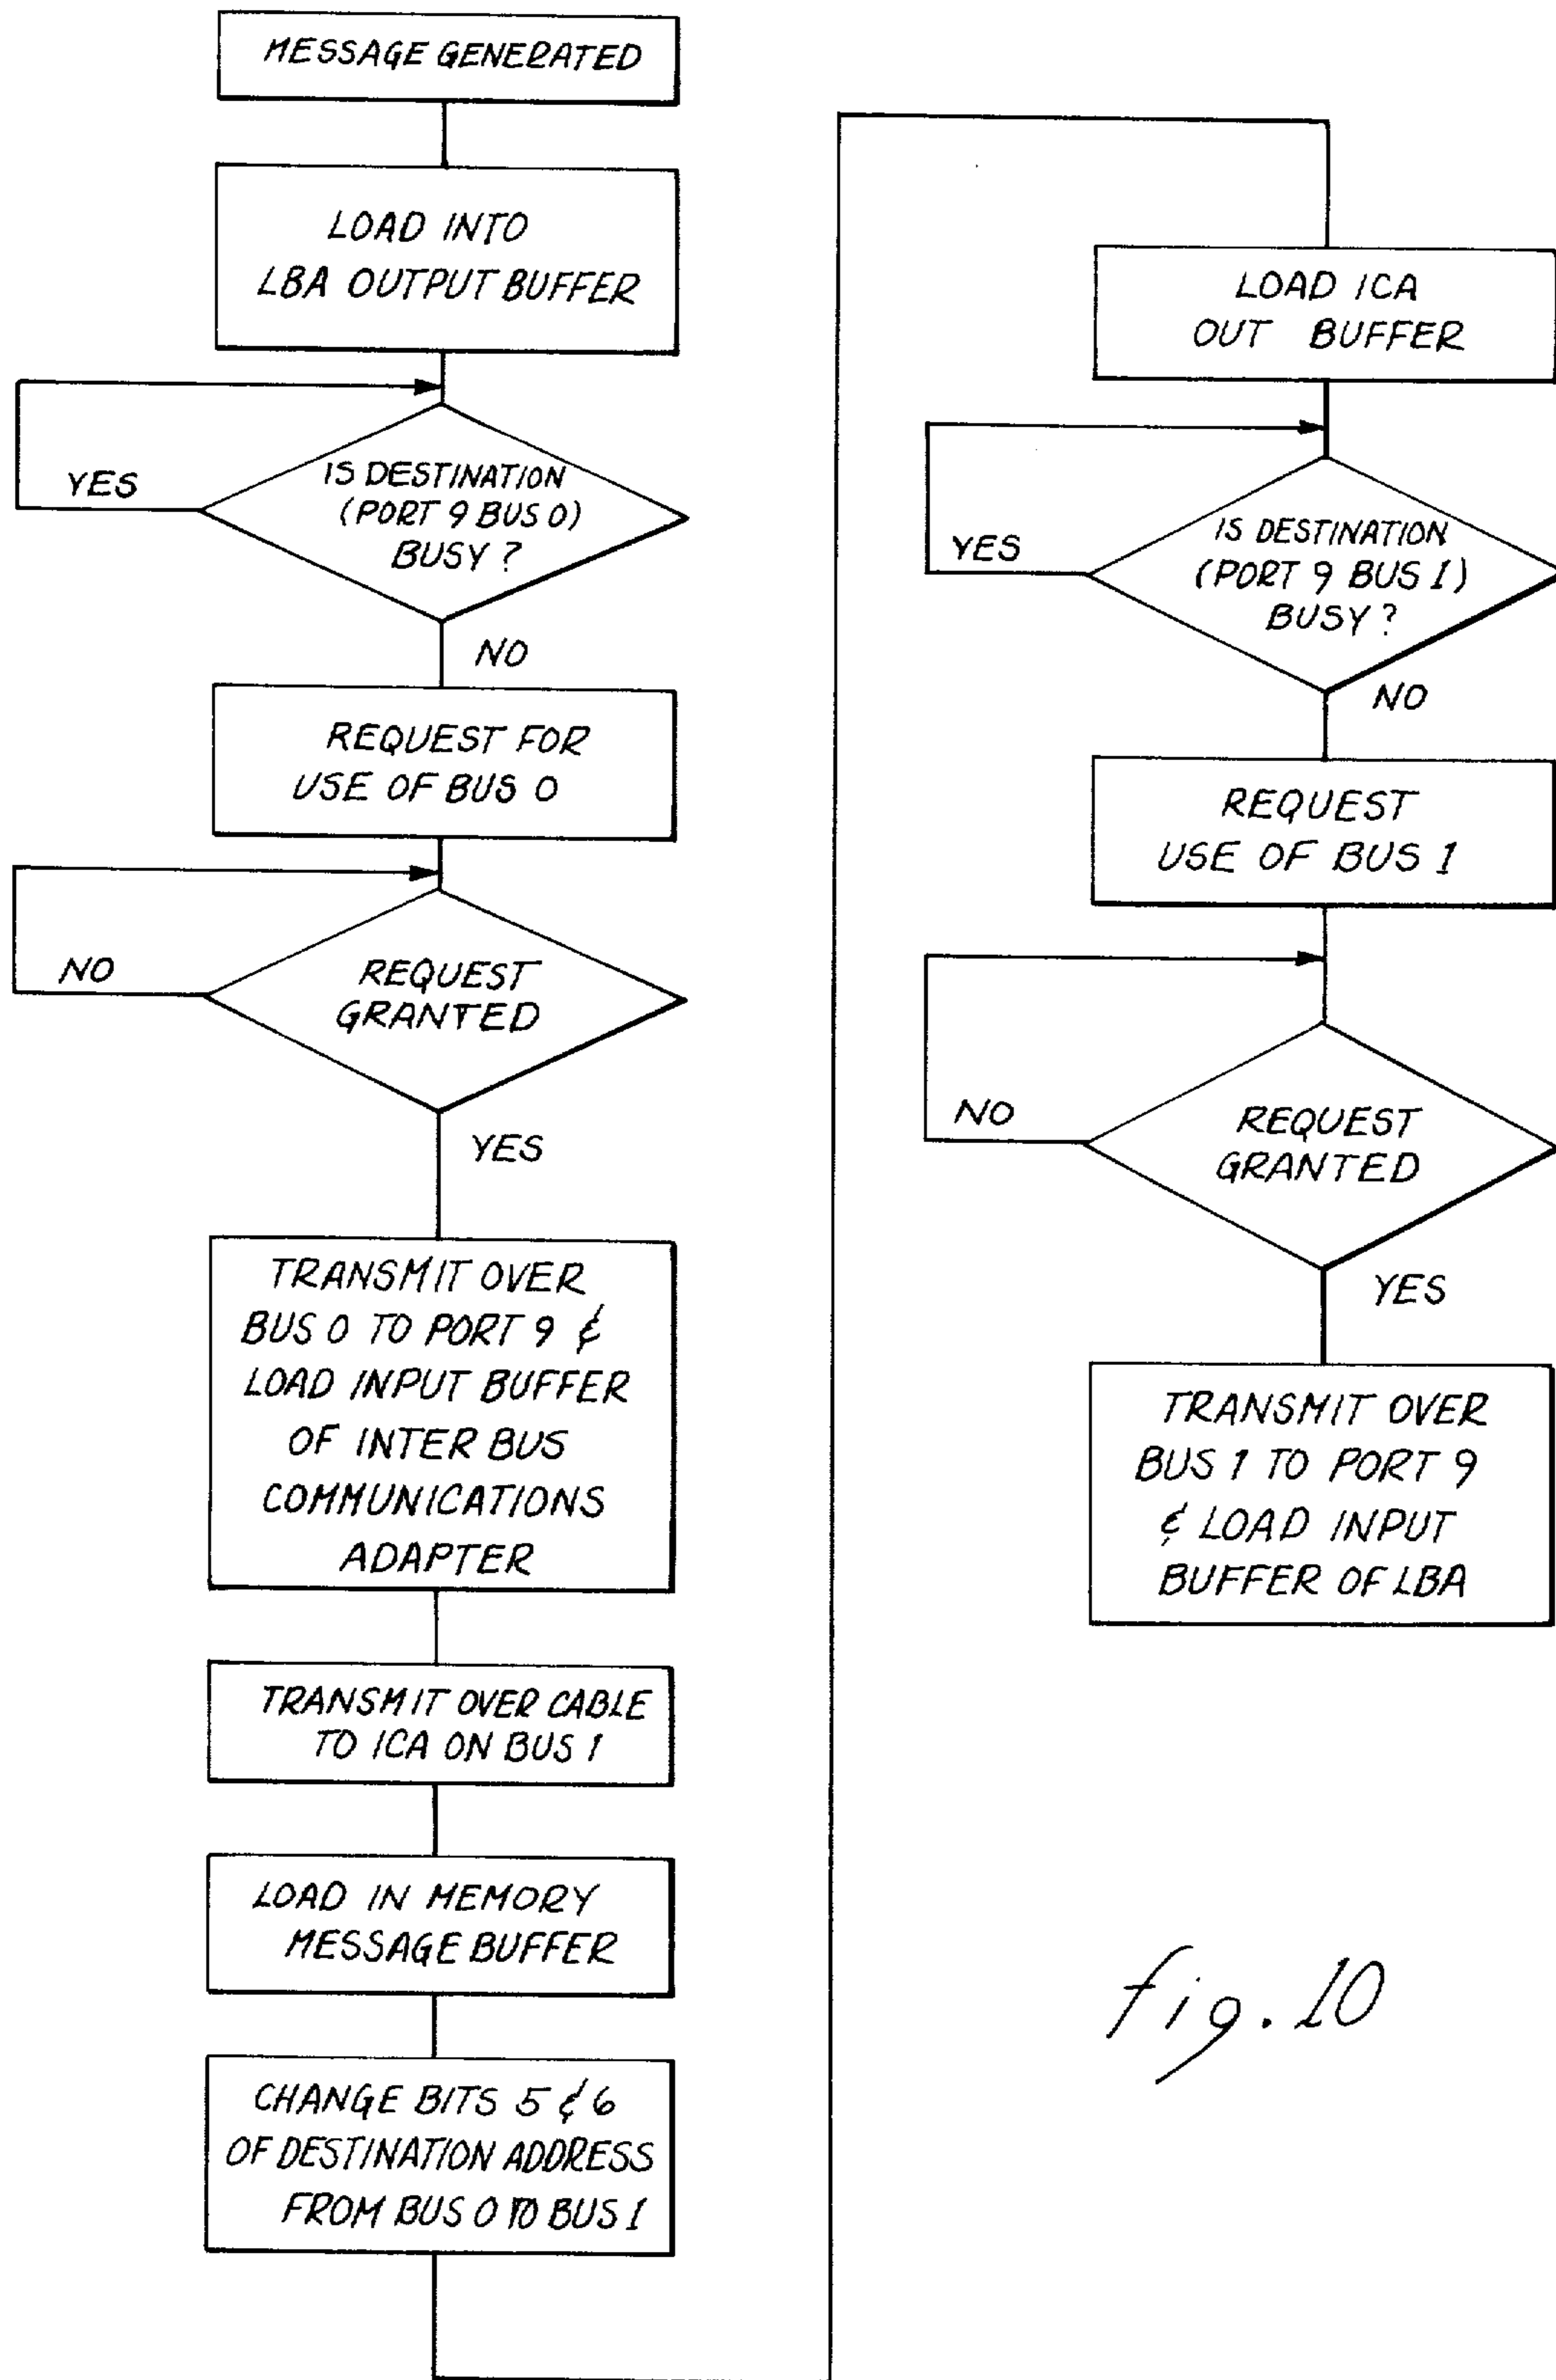 MESSAGE GENERATED
LOAD INTO
LBA OUTPUT BUFFER
YES
IS DESTINATION
(PORT 9 BUS 0)
BUSY ?
NO
REQUEST FOR
USE OF BUS 0
NO
REQUEST
GRANTED
YES
TRANSMIT OVER
BUS 0 TO PORT 9 &
LOAD INPUT BUFFER
OF INTER BUS
COMMUNICATIONS
ADAPTER
TRANSMIT OVER CABLE
TO ICA ON BUS 1
LOAD IN MEMORY
MESSAGE BUFFER
CHANGE BITS 5 & 6
OF DESTINATION ADDRESS
FROM BUS 0 TO BUS 1
LOAD ICA
OUT BUFFER
YES
IS DESTINATION
(PORT 9 BUS 1)
BUSY ?
NO
REQUEST
USE OF BUS 1
NO
REQUEST
GRANTED
YES
TRANSMIT OVER
BUS 1 TO PORT 9
& LOAD INPUT
BUFFER OF LBA
fig. 10